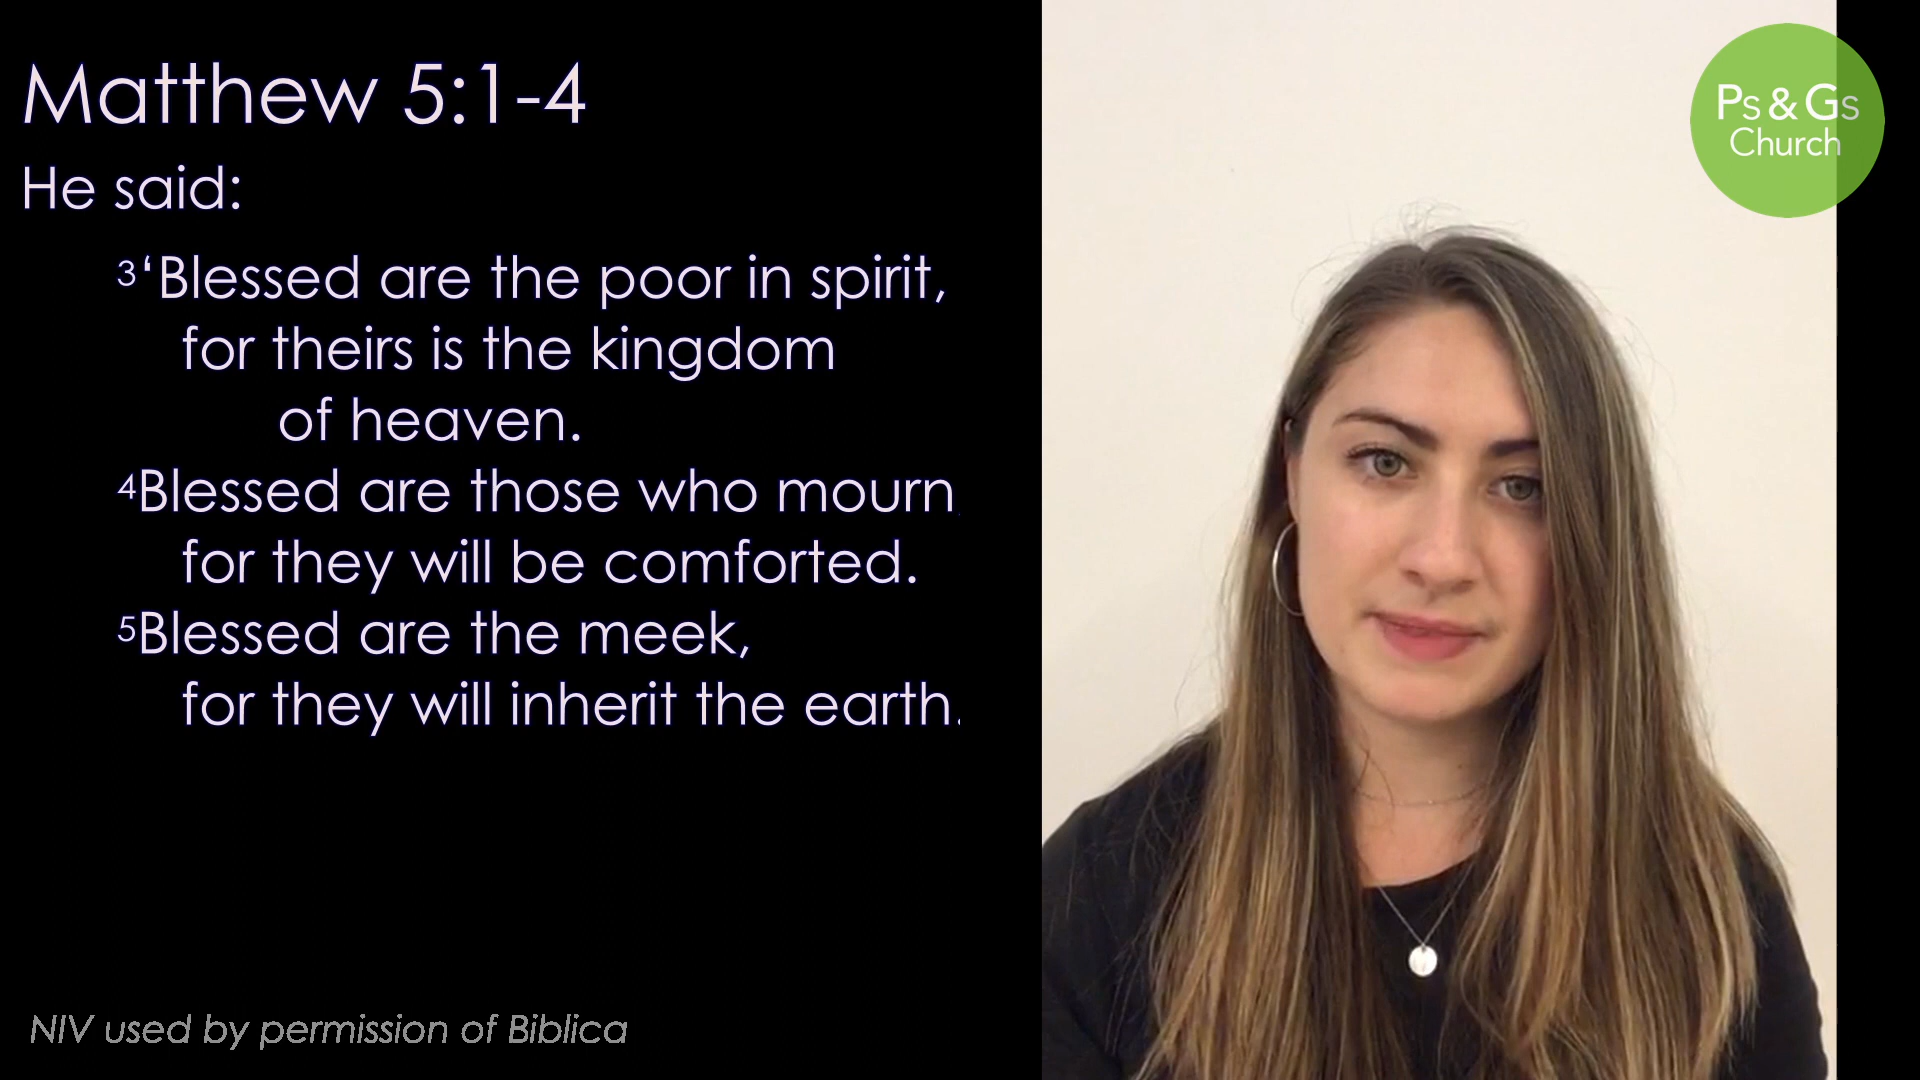 Matthew 5:1-4
He said:
3‘Blessed are the poor in spirit,
for theirs is the kingdom
of heaven.
4Blessed are those who mourn,
for they will be comforted.
5Blessed are the meek,
for they will inherit the earth.
NIV used by permission of Biblica
Ps & Gs
Church